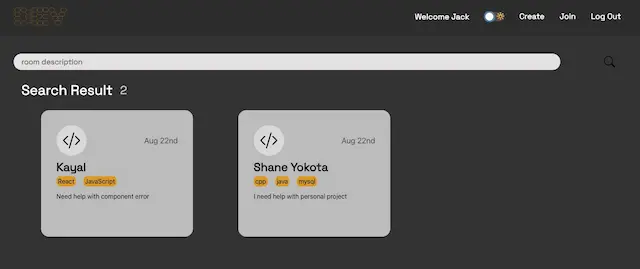 Welcome Jack Create Join Log Out
room description
Search Result 2
Aug 22nd
Kayal
React JavaScript
Need help with component error
Aug 22nd
Shane Yokota
cpp java mysql
I need help with personal project